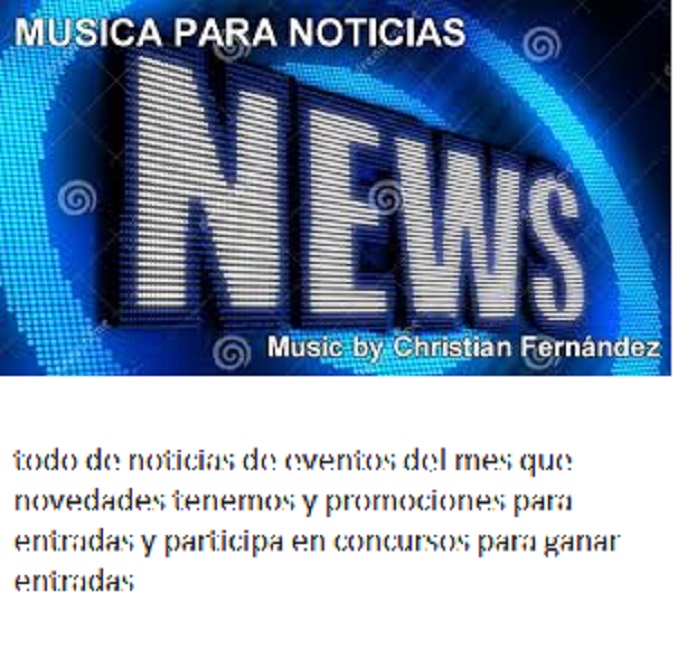 MUSICA PARA NOTICIAS
NEWS
Music by Christian Fernández
todo de noticias de eventos del mes que
novedades tenemos y promociones para
entradas y participa en concursos para ganar
entradas